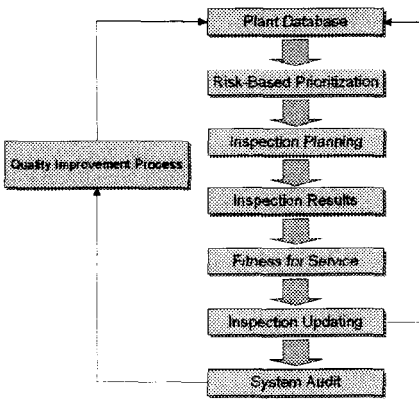 Plant Database
Risk-Based Prioritization
Inspection Planning
Quality Improvement Process
Inspection Results
Fitness for Service
Inspection Updating
System Audit